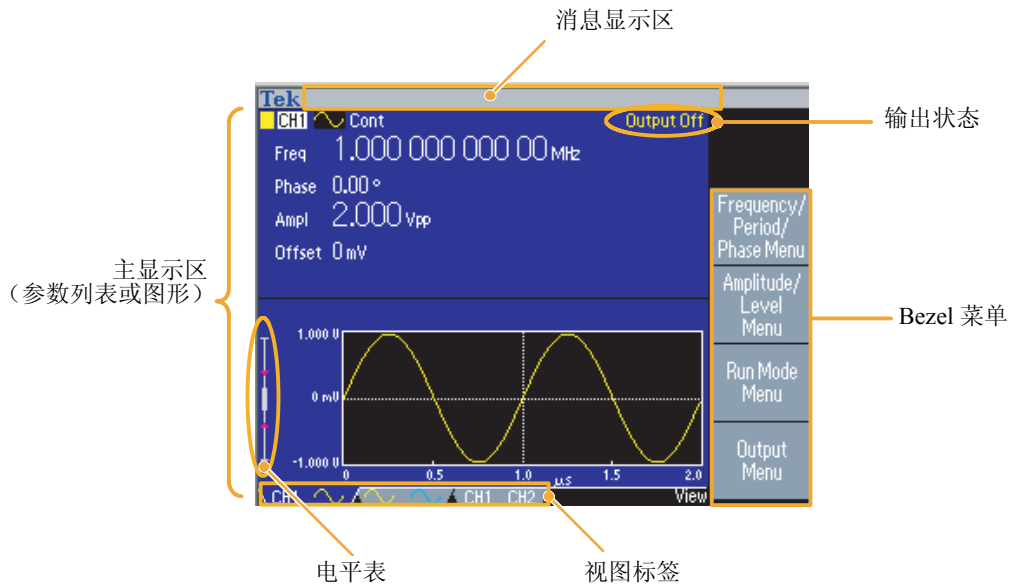 消息显示区
Tek
CH1 Cont Output Off
输出状态
Freq 1.000 000 000 00 MHz
Phase 0.00 °
Ampl 2.000 Vpp
Offset 0 mV
Frequency/
Period/
Phase Menu
主显示区
（参数列表或图形）
Amplitude/
Level
Menu
Bezel 菜单
Run Mode
Menu
Output
Menu
1.000 U
0 mU
-1.000 U
0 0.5 1.0 μs 1.5 2.0
CH1 CH1 CH2 View
电平表
视图标签